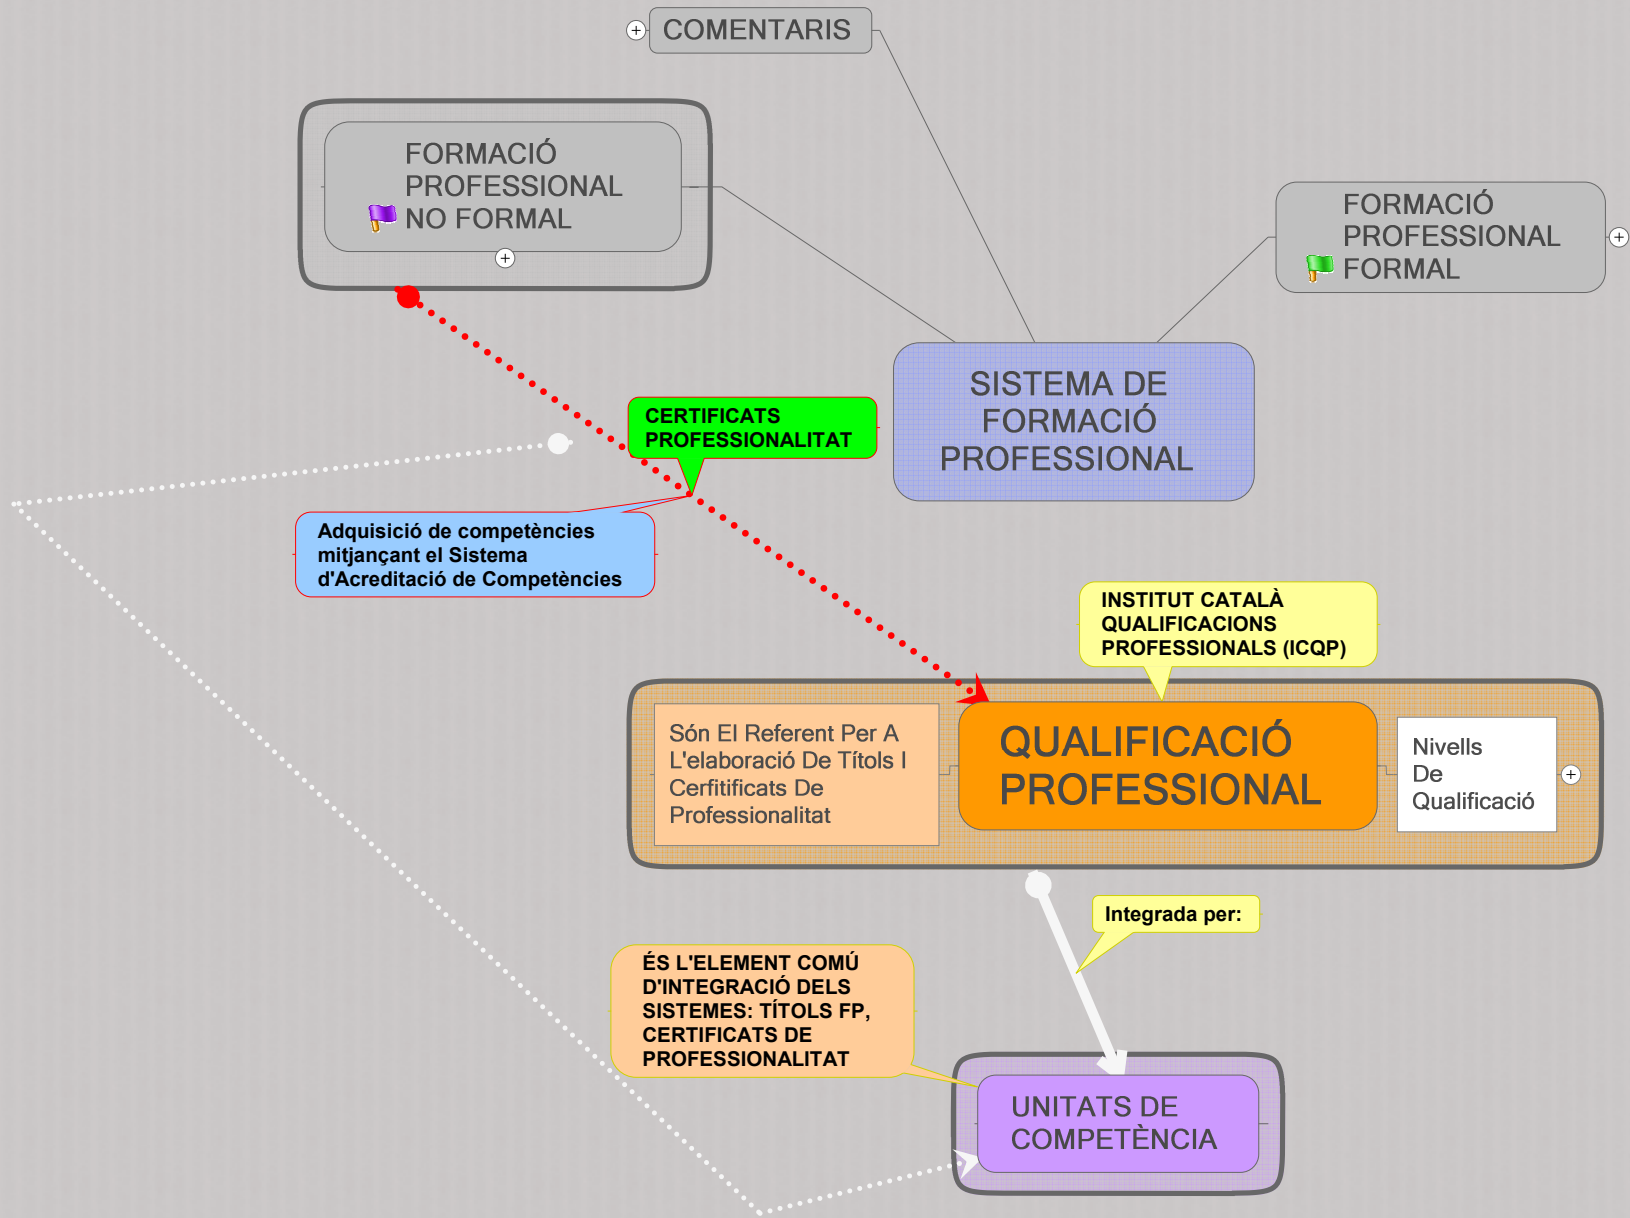 COMENTARIS
FORMACIÓ
PROFESSIONAL
NO FORMAL
FORMACIÓ
PROFESSIONAL
FORMAL
SISTEMA DE
FORMACIÓ
PROFESSIONAL
CERTIFICATS
PROFESSIONALITAT
Adquisició de competències
mitjançant el Sistema
d'Acreditació de Competències
INSTITUT CATALÀ
QUALIFICACIONS
PROFESSIONALS (ICQP)
Són El Referent Per A
L'elaboració De Títols I
Cerfitificats De
Professionalitat
QUALIFICACIÓ
PROFESSIONAL
Nivells
De
Qualificació
Integrada per:
ÉS L'ELEMENT COMÚ
D'INTEGRACIÓ DELS
SISTEMES: TÍTOLS FP,
CERTIFICATS DE
PROFESSIONALITAT
UNITATS DE
COMPETÈNCIA